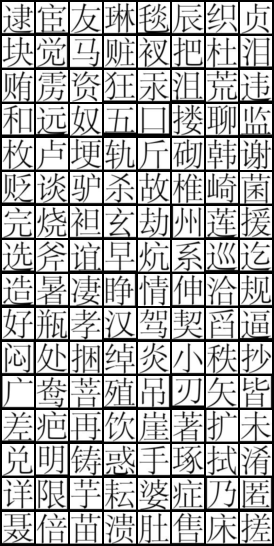 逮宦友琳毯辰织贞
块觉马赃衩把杜泪
贿雳资狂汞沮荒违
和远奴五囗搂聊监
枚卢埂轨斤砌韩谢
贬谈驴杀故椎崎菌
完烧袒玄劫州莲援
选斧谊早炕系巡迄
造暑凄睁情伸洽规
好瓶孝汉驾契滔逼
闷处捆绰炎小秩抄
广鸯菩殖吊刃矢皆
差疤再饮崖著扩未
兑明铸惑手琢拭淆
详限芋耘婆症乃若
聂倍苗溃肚售床搓